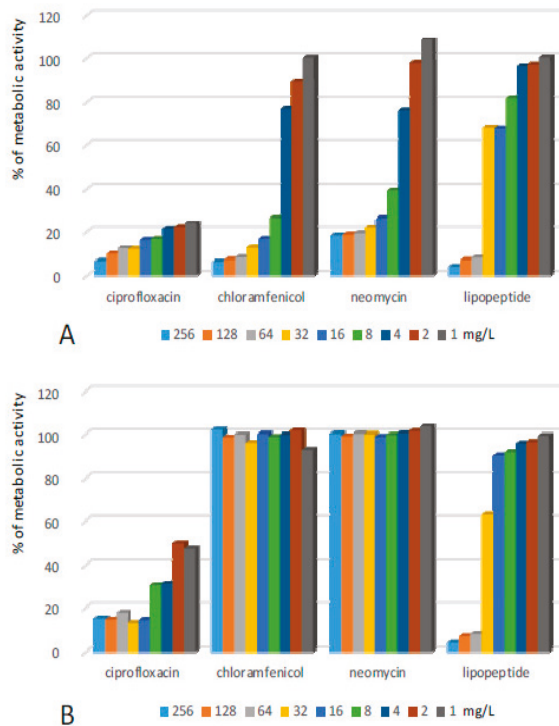 % of metabolic activity
120
100
80
60
40
20
0
ciprofloxacin chloramfenicol neomycin lipopeptide
A
256 128 64 32 16 8 4 2 1 mg/L
% of metabolic activity
120
100
80
60
40
20
0
ciprofloxacin chloramfenicol neomycin lipopeptide
B
256 128 64 32 16 8 4 2 1 mg/L